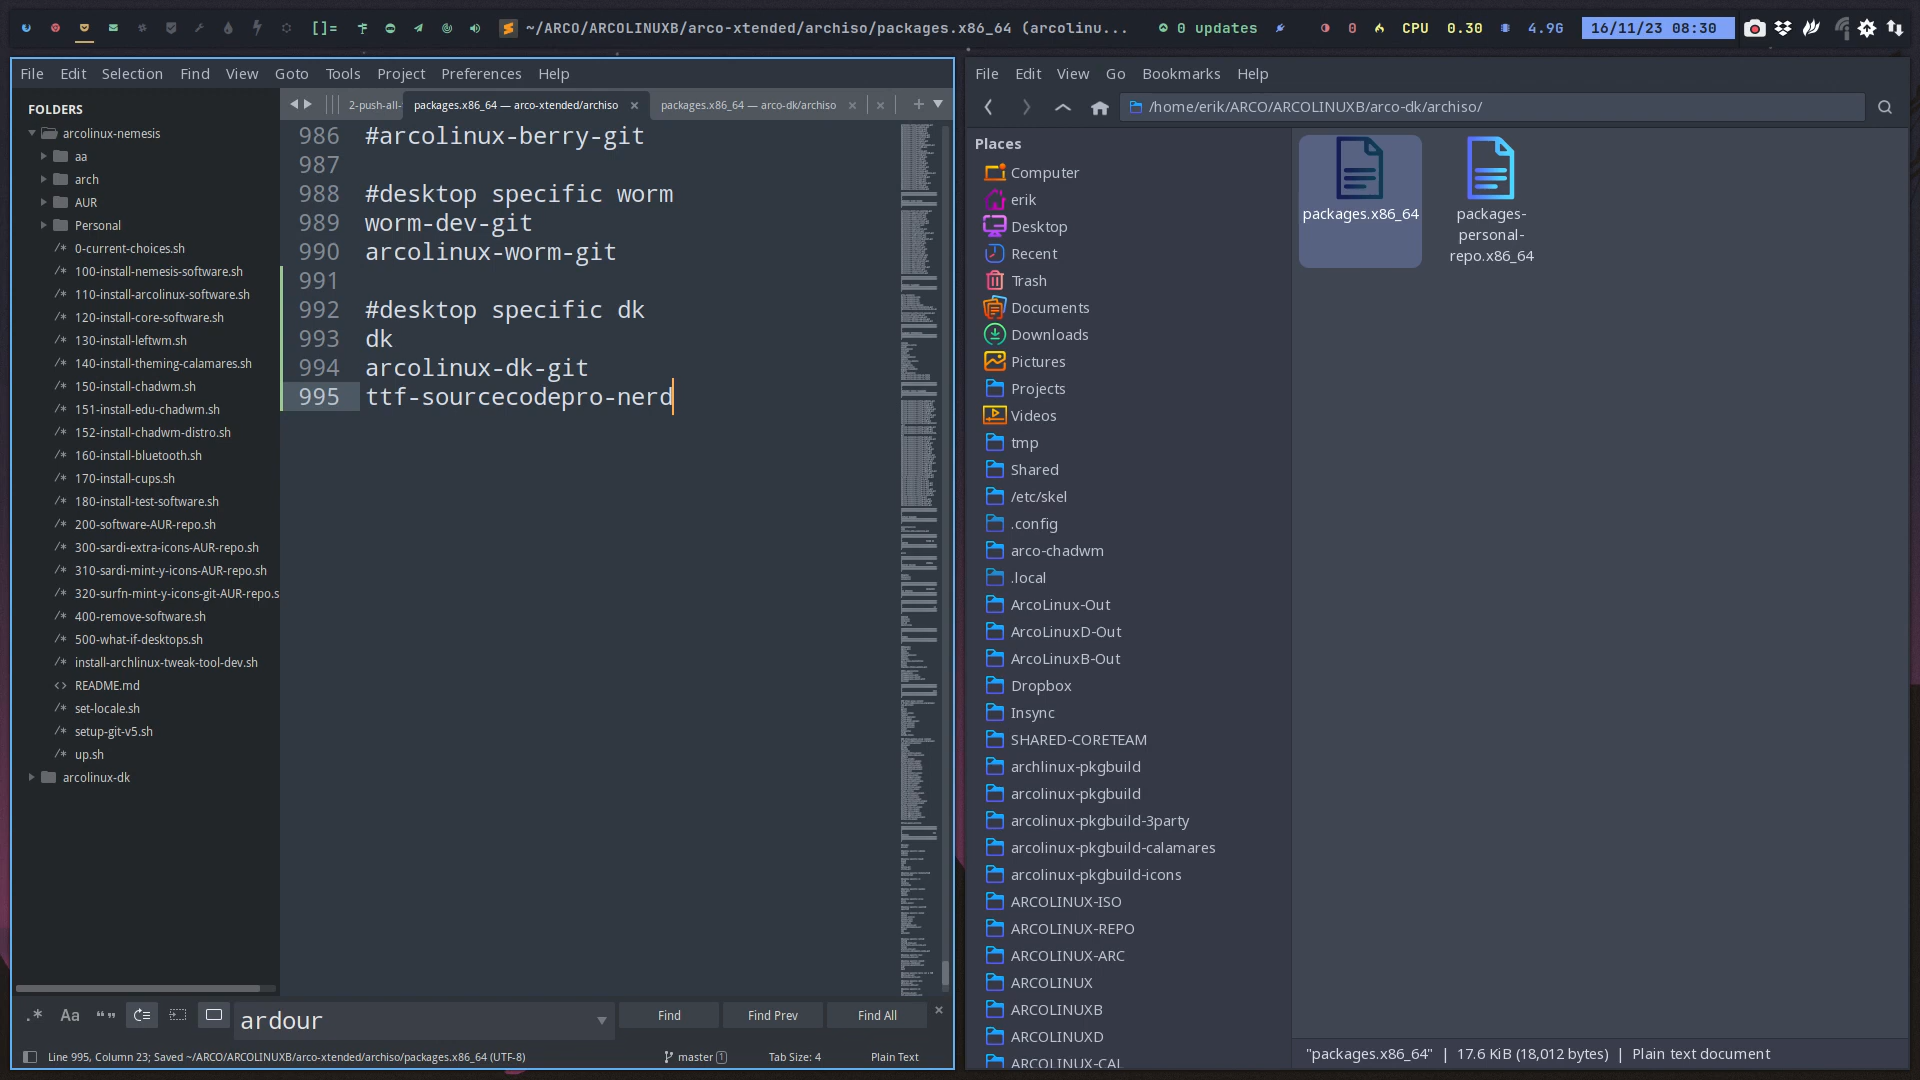 []= ~/ARCO/ARCOLINUXB/arco-xtended/archiso/packages.x86_64 (arcolinu... 0 updates 0 CPU 0.30 4.9G 16/11/23 08:30
File Edit Selection Find View Goto Tools Project Preferences Help
FOLDERS
arcolinux-nemesis
aa
arch
AUR
Personal
/* 0-current-choices.sh
/* 100-install-nemesis-software.sh
/* 110-install-arcolinux-software.sh
/* 120-install-core-software.sh
/* 130-install-leftwm.sh
/* 140-install-theming-calamares.sh
/* 150-install-chadwm.sh
/* 151-install-edu-chadwm.sh
/* 152-install-chadwm-distro.sh
/* 160-install-bluetooth.sh
/* 170-install-cups.sh
/* 180-install-test-software.sh
/* 200-software-AUR-repo.sh
/* 300-sardi-extra-icons-AUR-repo.sh
/* 310-sardi-mint-y-icons-AUR-repo.sh
/* 320-surfn-mint-y-icons-git-AUR-repo.s
/* 400-remove-software.sh
/* 500-what-if-desktops.sh
/* install-archlinux-tweak-tool-dev.sh
<> README.md
/* set-locale.sh
/* setup-git-v5.sh
/* up.sh
arcolinux-dk
2-push-all- packages.x86_64 — arco-xtended/archiso × packages.x86_64 — arco-dk/archiso × × +
986 #arcolinux-berry-git
987
988 #desktop specific worm
989 worm-dev-git
990 arcolinux-worm-git
991
992 #desktop specific dk
993 dk
994 arcolinux-dk-git
995 ttf-sourcecodepro-nerd
.* Aa “” ardour Find Find Prev Find All ×
Line 995, Column 23; Saved ~/ARCO/ARCOLINUXB/arco-xtended/archiso/packages.x86_64 (UTF-8) master 1 Tab Size: 4 Plain Text
File Edit View Go Bookmarks Help
/home/erik/ARCO/ARCOLINUXB/arco-dk/archiso/
Places
Computer
erik
Desktop
Recent
Trash
Documents
Downloads
Pictures
Projects
Videos
tmp
Shared
/etc/skel
.config
arco-chadwm
.local
ArcoLinux-Out
ArcoLinuxD-Out
ArcoLinuxB-Out
Dropbox
Insync
SHARED-CORETEAM
archlinux-pkgbuild
arcolinux-pkgbuild
arcolinux-pkgbuild-3party
arcolinux-pkgbuild-calamares
arcolinux-pkgbuild-icons
ARCOLINUX-ISO
ARCOLINUX-REPO
ARCOLINUX-ARC
ARCOLINUX
ARCOLINUXB
ARCOLINUXD
ARCOLINUX-CAL
packages.x86_64
packages-
personal-
repo.x86_64
"packages.x86_64" | 17.6 KiB (18,012 bytes) | Plain text document